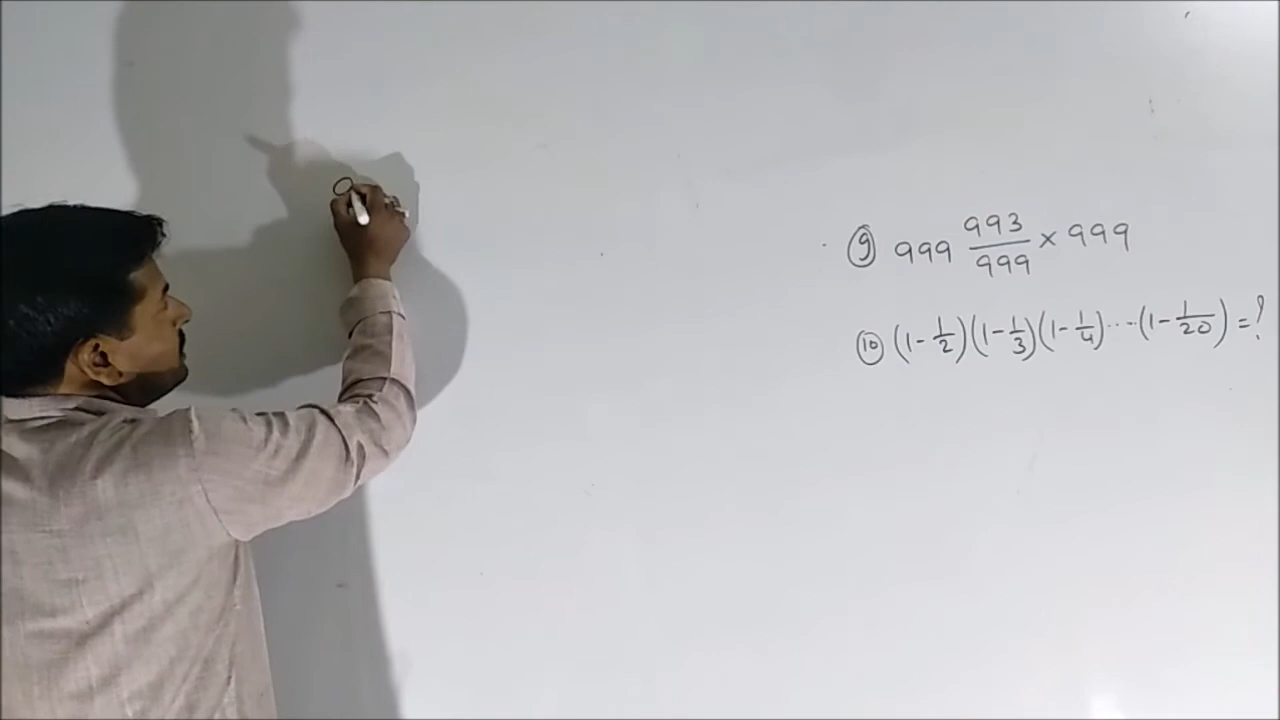 ⑨ 999 993/999 × 999
⑩ (1 - 1/2)(1 - 1/3)(1 - 1/4)....(1 - 1/20) = ?